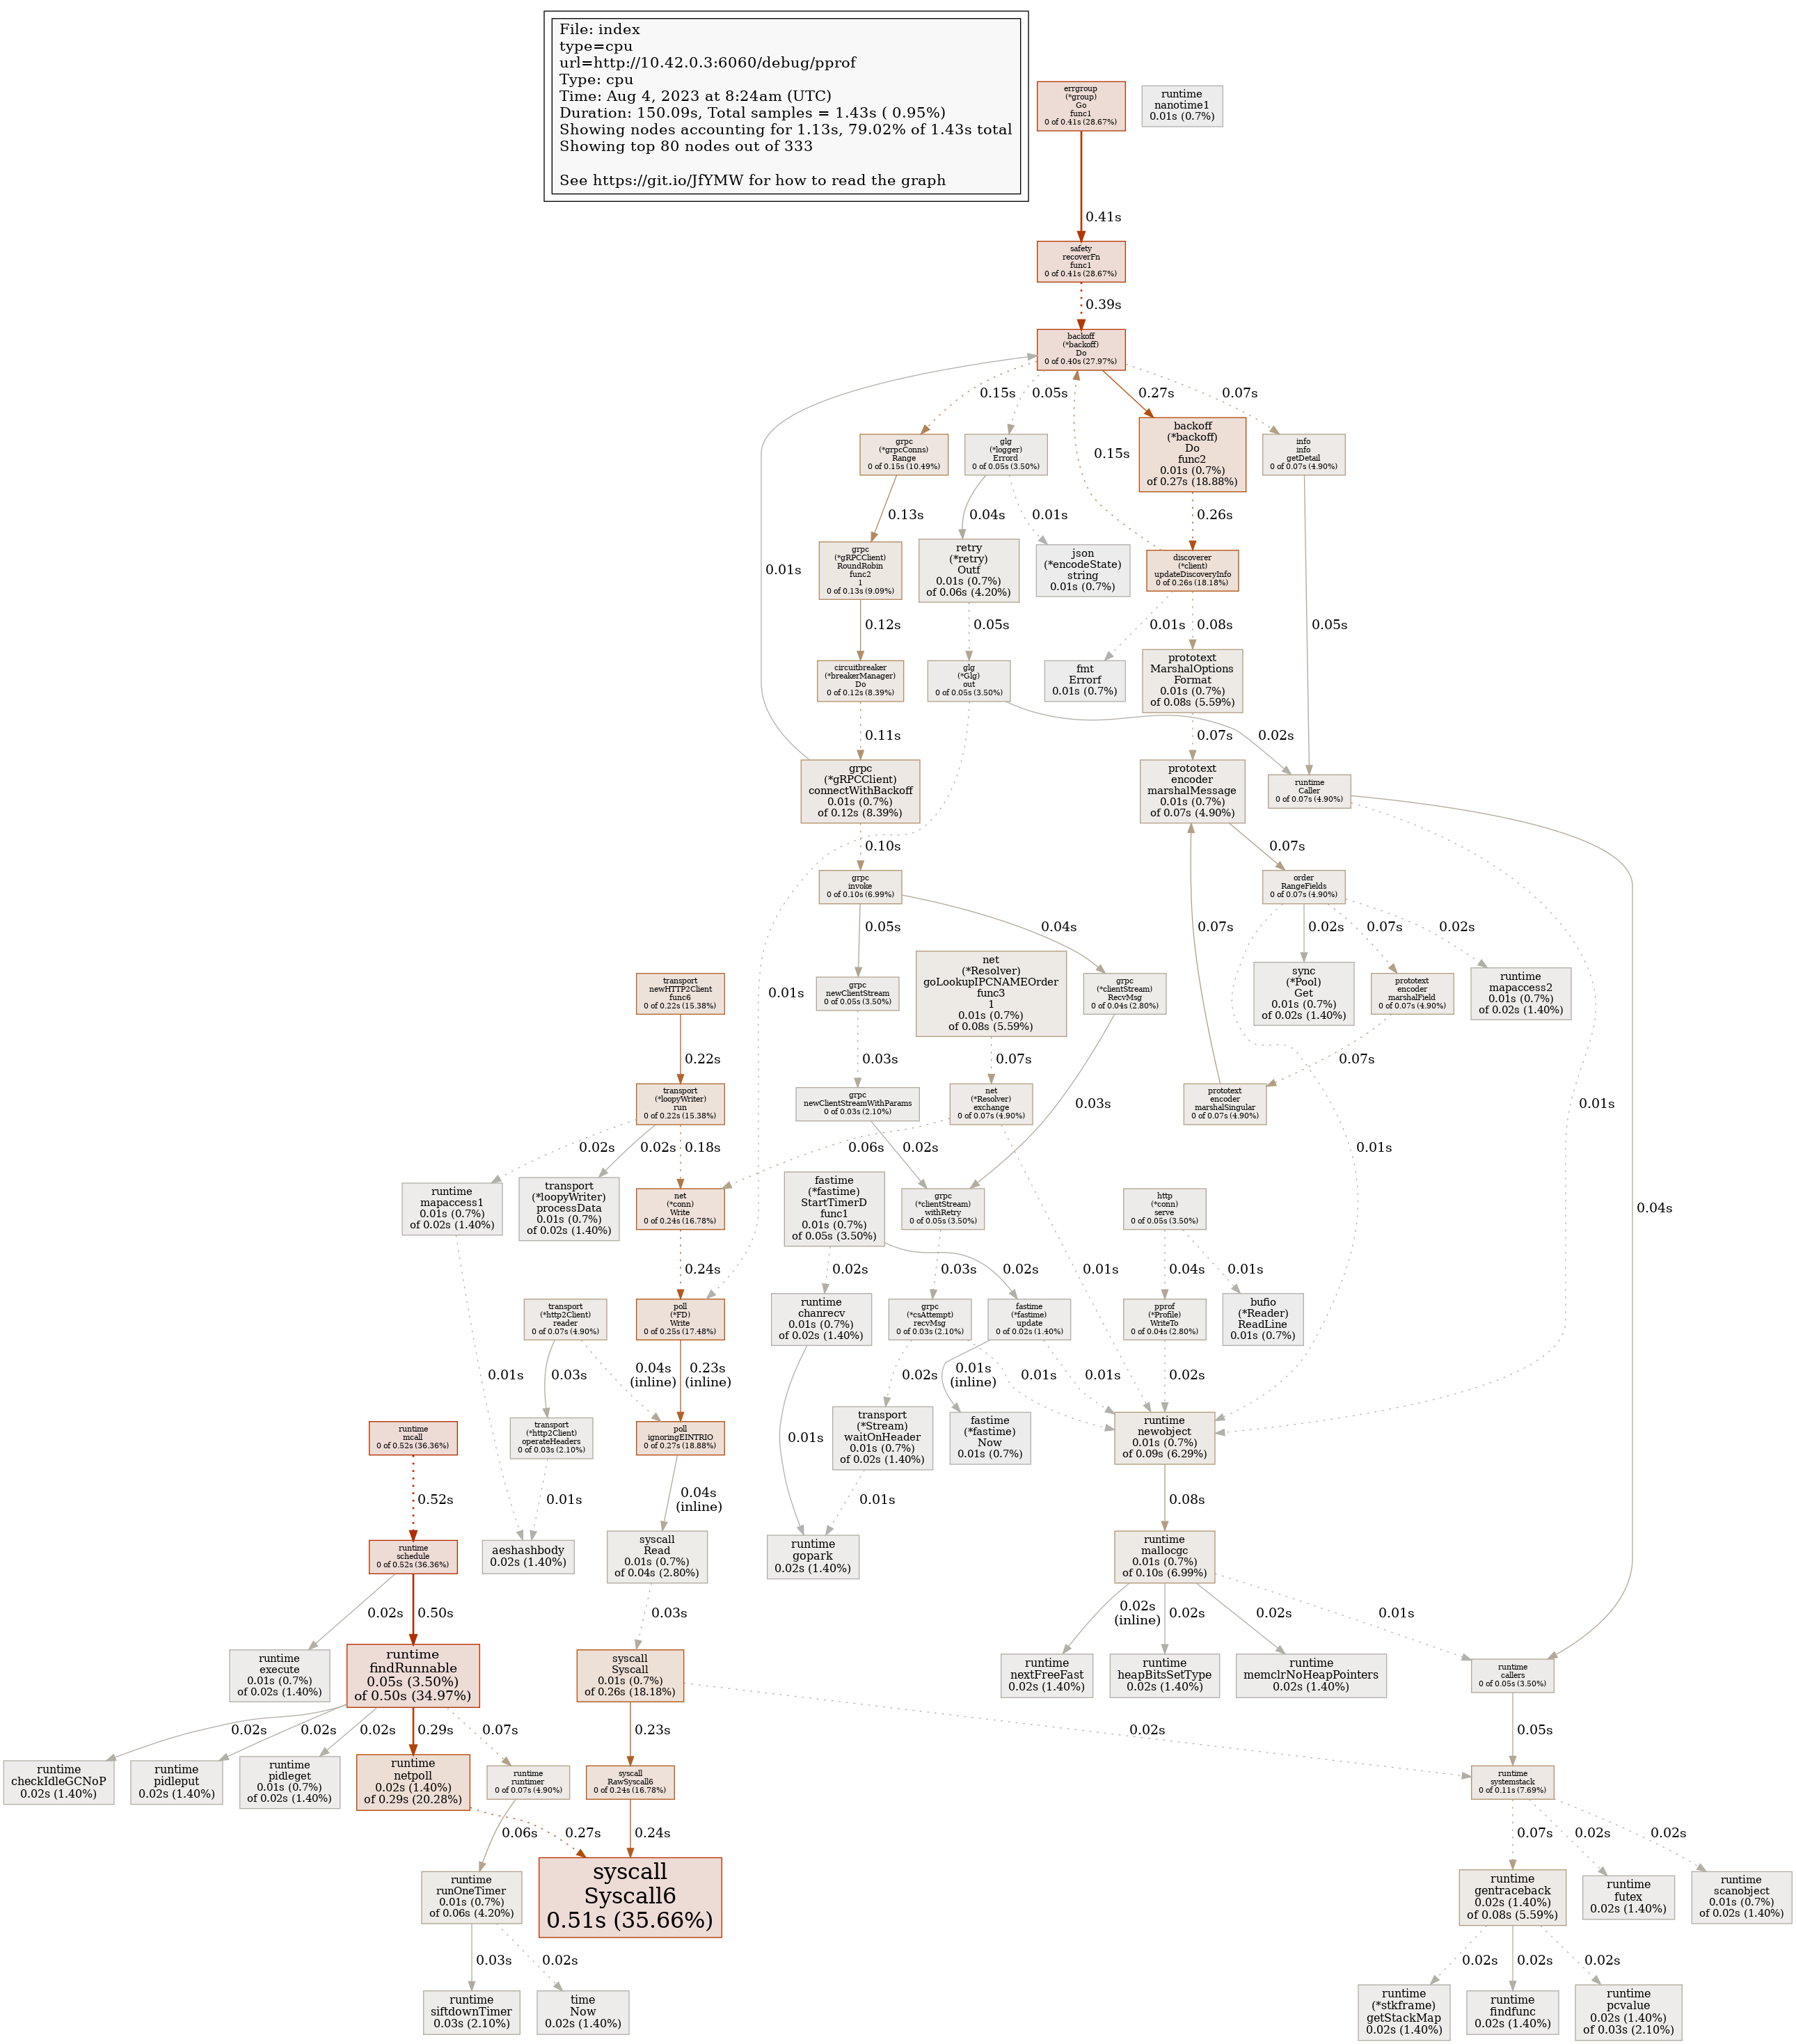 File: index
type=cpu
url=http://10.42.0.3:6060/debug/pprof
Type: cpu
Time: Aug 4, 2023 at 8:24am (UTC)
Duration: 150.09s, Total samples = 1.43s ( 0.95%)
Showing nodes accounting for 1.13s, 79.02% of 1.43s total
Showing top 80 nodes out of 333
See https://git.io/JfYMW for how to read the graph
errgroup
(*group)
Go
func1
0 of 0.41s (28.67%)
runtime
nanotime1
0.01s (0.7%)
0.41s
safety
recoverFn
func1
0 of 0.41s (28.67%)
0.39s
backoff
(*backoff)
Do
0 of 0.40s (27.97%)
0.15s
0.05s
0.27s
0.07s
grpc
(*grpcConns)
Range
0 of 0.15s (10.49%)
glg
(*logger)
Errord
0 of 0.05s (3.50%)
0.15s
backoff
(*backoff)
Do
func2
0.01s (0.7%)
of 0.27s (18.88%)
info
info
getDetail
0 of 0.07s (4.90%)
0.13s
0.04s
0.01s
0.26s
0.01s
grpc
(*gRPCClient)
RoundRobin
func2
1
0 of 0.13s (9.09%)
retry
(*retry)
Outf
0.01s (0.7%)
of 0.06s (4.20%)
json
(*encodeState)
string
0.01s (0.7%)
discoverer
(*client)
updateDiscoveryInfo
0 of 0.26s (18.18%)
0.12s
0.05s
0.01s
0.08s
0.05s
circuitbreaker
(*breakerManager)
Do
0 of 0.12s (8.39%)
glg
(*Glg)
out
0 of 0.05s (3.50%)
fmt
Errorf
0.01s (0.7%)
prototext
MarshalOptions
Format
0.01s (0.7%)
of 0.08s (5.59%)
0.11s
0.07s
0.02s
grpc
(*gRPCClient)
connectWithBackoff
0.01s (0.7%)
of 0.12s (8.39%)
prototext
encoder
marshalMessage
0.01s (0.7%)
of 0.07s (4.90%)
runtime
Caller
0 of 0.07s (4.90%)
0.10s
0.07s
grpc
invoke
0 of 0.10s (6.99%)
order
RangeFields
0 of 0.07s (4.90%)
0.05s
0.04s
0.07s
0.02s
0.07s
0.02s
transport
newHTTP2Client
func6
0 of 0.22s (15.38%)
0.01s
grpc
newClientStream
0 of 0.05s (3.50%)
net
(*Resolver)
goLookupIPCNAMEOrder
func3
1
0.01s (0.7%)
of 0.08s (5.59%)
grpc
(*clientStream)
RecvMsg
0 of 0.04s (2.80%)
sync
(*Pool)
Get
0.01s (0.7%)
of 0.02s (1.40%)
prototext
encoder
marshalField
0 of 0.07s (4.90%)
runtime
mapaccess2
0.01s (0.7%)
of 0.02s (1.40%)
0.22s
0.03s
0.07s
0.07s
transport
(*loopyWriter)
run
0 of 0.22s (15.38%)
grpc
newClientStreamWithParams
0 of 0.03s (2.10%)
net
(*Resolver)
exchange
0 of 0.07s (4.90%)
0.03s
prototext
encoder
marshalSingular
0 of 0.07s (4.90%)
0.01s
0.02s
0.02s
0.18s
0.06s
0.02s
0.01s
runtime
mapaccess1
0.01s (0.7%)
of 0.02s (1.40%)
transport
(*loopyWriter)
processData
0.01s (0.7%)
of 0.02s (1.40%)
net
(*conn)
Write
0 of 0.24s (16.78%)
fastime
(*fastime)
StartTimerD
func1
0.01s (0.7%)
of 0.05s (3.50%)
grpc
(*clientStream)
withRetry
0 of 0.05s (3.50%)
http
(*conn)
serve
0 of 0.05s (3.50%)
0.04s
0.24s
0.02s
0.02s
0.03s
0.01s
0.04s
0.01s
transport
(*http2Client)
reader
0 of 0.07s (4.90%)
poll
(*FD)
Write
0 of 0.25s (17.48%)
runtime
chanrecv
0.01s (0.7%)
of 0.02s (1.40%)
grpc
(*csAttempt)
recvMsg
0 of 0.03s (2.10%)
fastime
(*fastime)
update
0 of 0.02s (1.40%)
pprof
(*Profile)
WriteTo
0 of 0.04s (2.80%)
bufio
(*Reader)
ReadLine
0.01s (0.7%)
0.01s
0.03s
0.04s
(inline)
0.23s
(inline)
0.02s
0.01s
(inline)
0.01s
0.01s
0.02s
runtime
mcall
0 of 0.52s (36.36%)
transport
(*http2Client)
operateHeaders
0 of 0.03s (2.10%)
poll
ignoringEINTRIO
0 of 0.27s (18.88%)
0.01s
transport
(*Stream)
waitOnHeader
0.01s (0.7%)
of 0.02s (1.40%)
fastime
(*fastime)
Now
0.01s (0.7%)
runtime
newobject
0.01s (0.7%)
of 0.09s (6.29%)
0.52s
0.01s
0.04s
(inline)
0.01s
0.08s
runtime
schedule
0 of 0.52s (36.36%)
aeshashbody
0.02s (1.40%)
syscall
Read
0.01s (0.7%)
of 0.04s (2.80%)
runtime
gopark
0.02s (1.40%)
runtime
mallocgc
0.01s (0.7%)
of 0.10s (6.99%)
0.02s
0.50s
0.03s
0.02s
(inline)
0.02s
0.02s
0.01s
runtime
execute
0.01s (0.7%)
of 0.02s (1.40%)
runtime
findRunnable
0.05s (3.50%)
of 0.50s (34.97%)
syscall
Syscall
0.01s (0.7%)
of 0.26s (18.18%)
runtime
nextFreeFast
0.02s (1.40%)
runtime
heapBitsSetType
0.02s (1.40%)
runtime
memclrNoHeapPointers
0.02s (1.40%)
runtime
callers
0 of 0.05s (3.50%)
0.02s
0.02s
0.02s
0.29s
0.07s
0.23s
0.02s
0.05s
runtime
checkIdleGCNoP
0.02s (1.40%)
runtime
pidleput
0.02s (1.40%)
runtime
pidleget
0.01s (0.7%)
of 0.02s (1.40%)
runtime
netpoll
0.02s (1.40%)
of 0.29s (20.28%)
runtime
runtimer
0 of 0.07s (4.90%)
syscall
RawSyscall6
0 of 0.24s (16.78%)
runtime
systemstack
0 of 0.11s (7.69%)
0.06s
0.27s
0.24s
0.07s
0.02s
0.02s
runtime
runOneTimer
0.01s (0.7%)
of 0.06s (4.20%)
syscall
Syscall6
0.51s (35.66%)
runtime
gentraceback
0.02s (1.40%)
of 0.08s (5.59%)
runtime
futex
0.02s (1.40%)
runtime
scanobject
0.01s (0.7%)
of 0.02s (1.40%)
0.03s
0.02s
0.02s
0.02s
0.02s
runtime
siftdownTimer
0.03s (2.10%)
time
Now
0.02s (1.40%)
runtime
(*stkframe)
getStackMap
0.02s (1.40%)
runtime
findfunc
0.02s (1.40%)
runtime
pcvalue
0.02s (1.40%)
of 0.03s (2.10%)